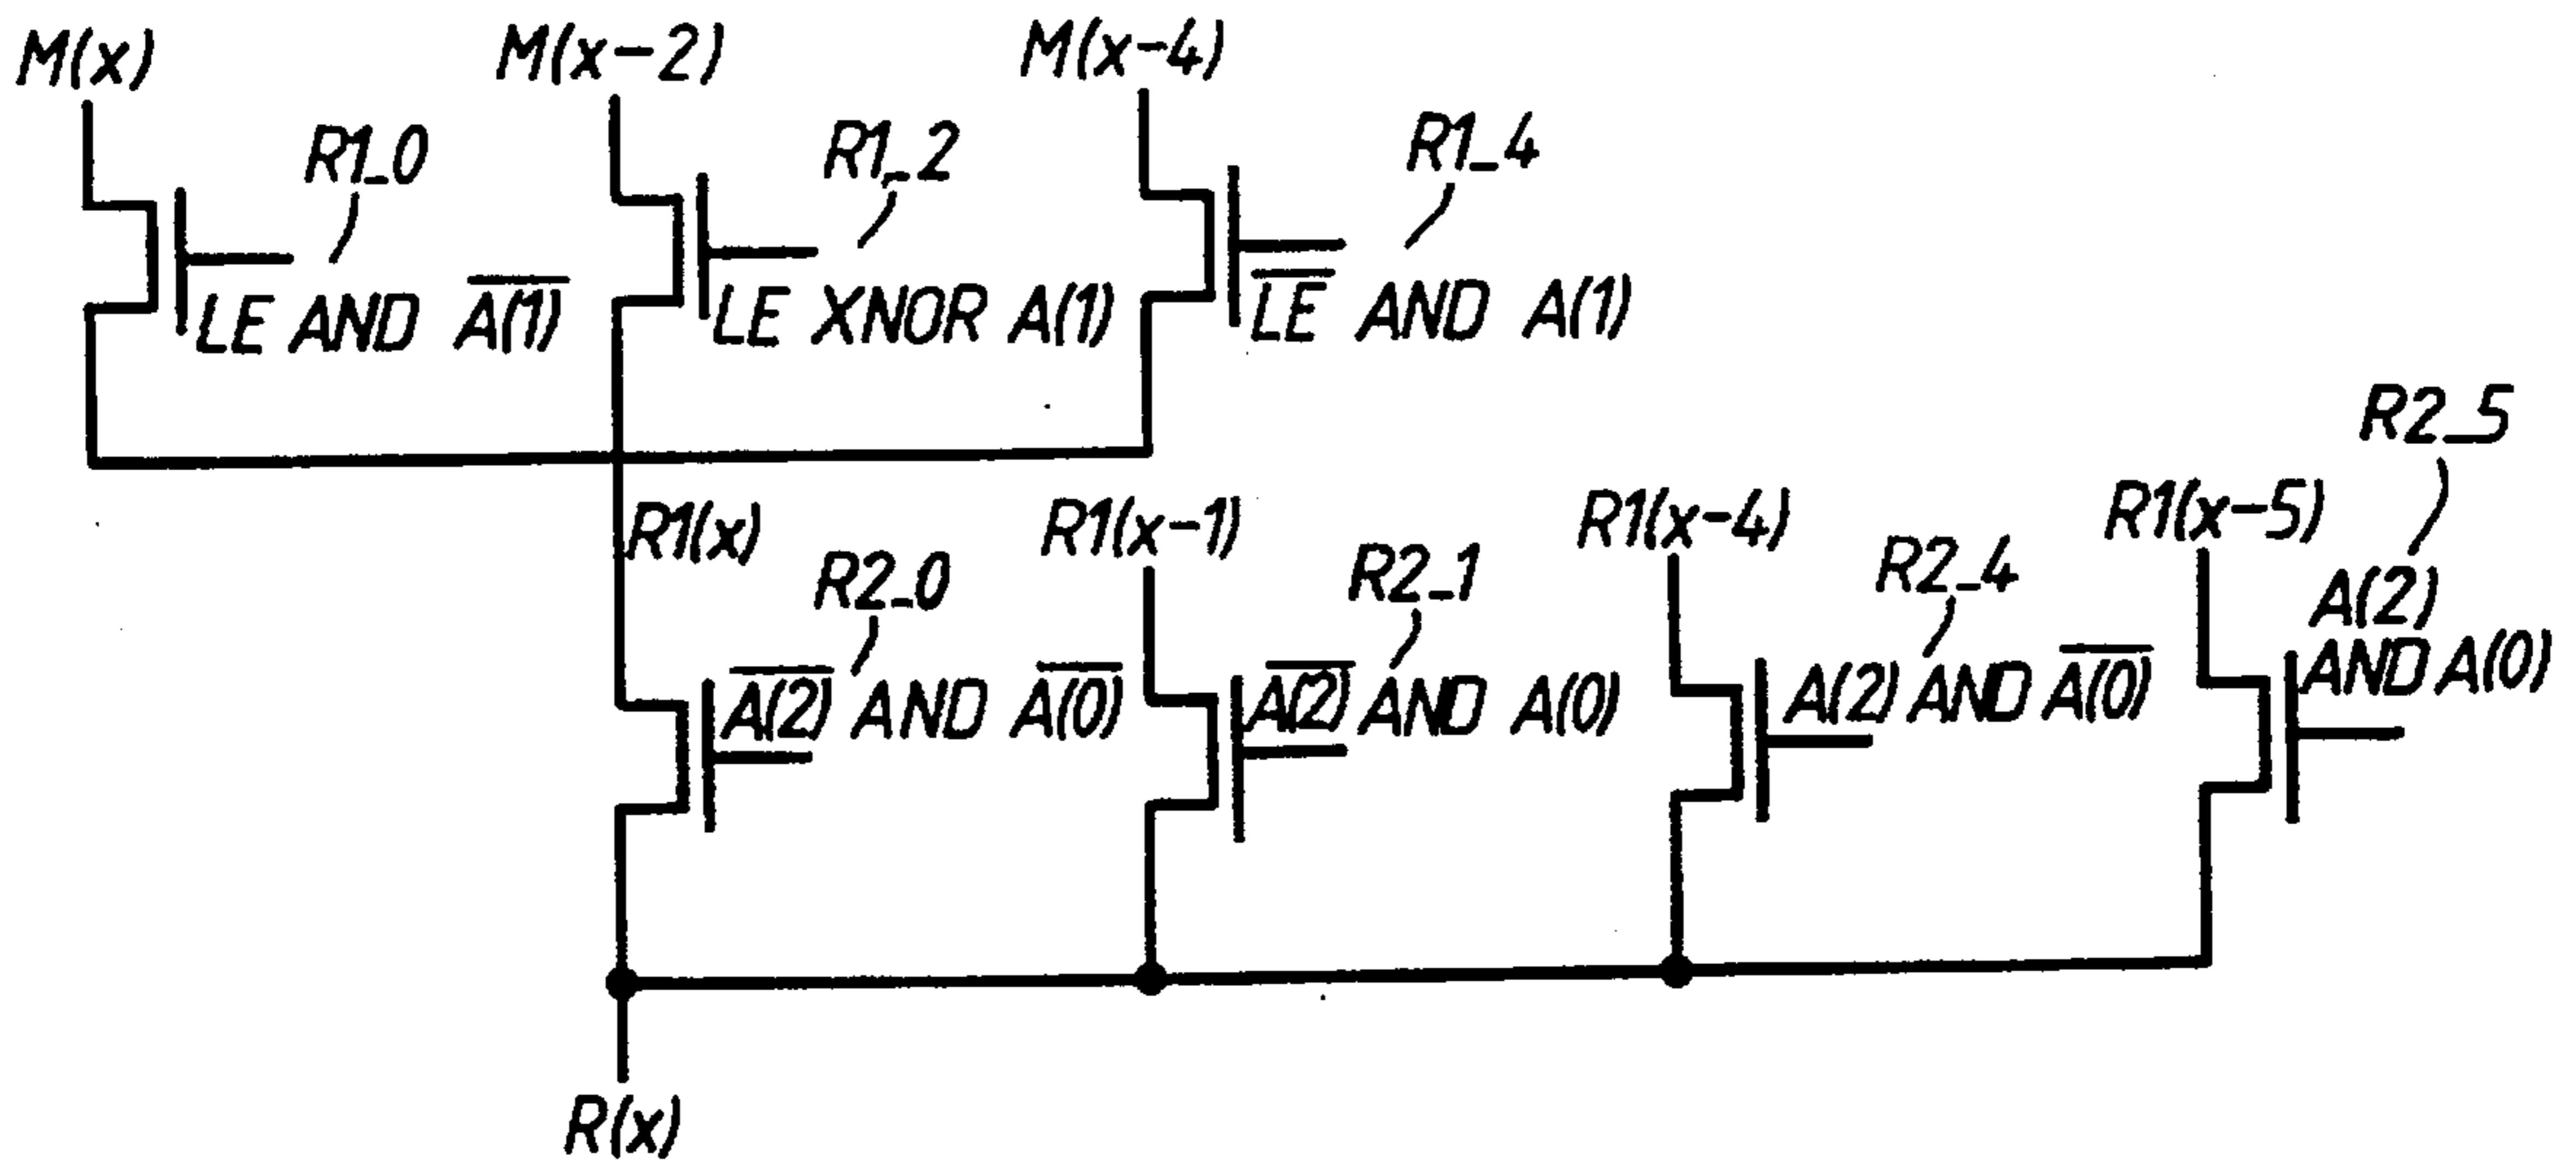 M(x)
M(x-2)
M(x-4)
R1_0
R1_2
R1_4
LE AND A̅(̅1̅)̅
LE XNOR A(1)
L̅E̅ AND A(1)
R2_5
R1(x)
R1(x-1)
R1(x-4)
R1(x-5)
R2_0
R2_1
R2_4
A(2)
AND A(0)
A̅(̅2̅)̅ AND A̅(̅0̅)̅
A̅(̅2̅)̅ AND A(0)
A(2) AND A̅(̅0̅)̅
R(x)